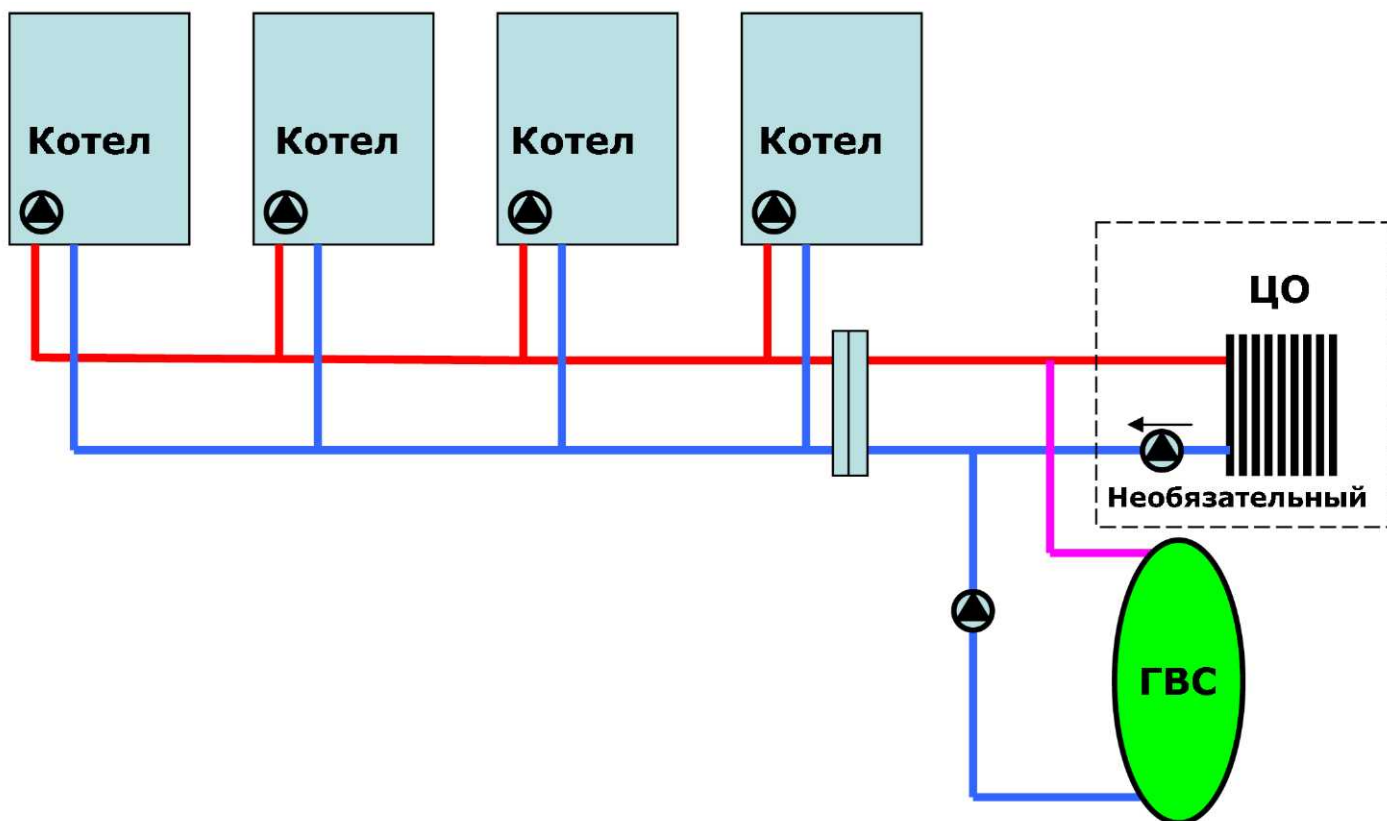 Котел
Котел
Котел
Котел
ЦО
Необязательный
ГВС